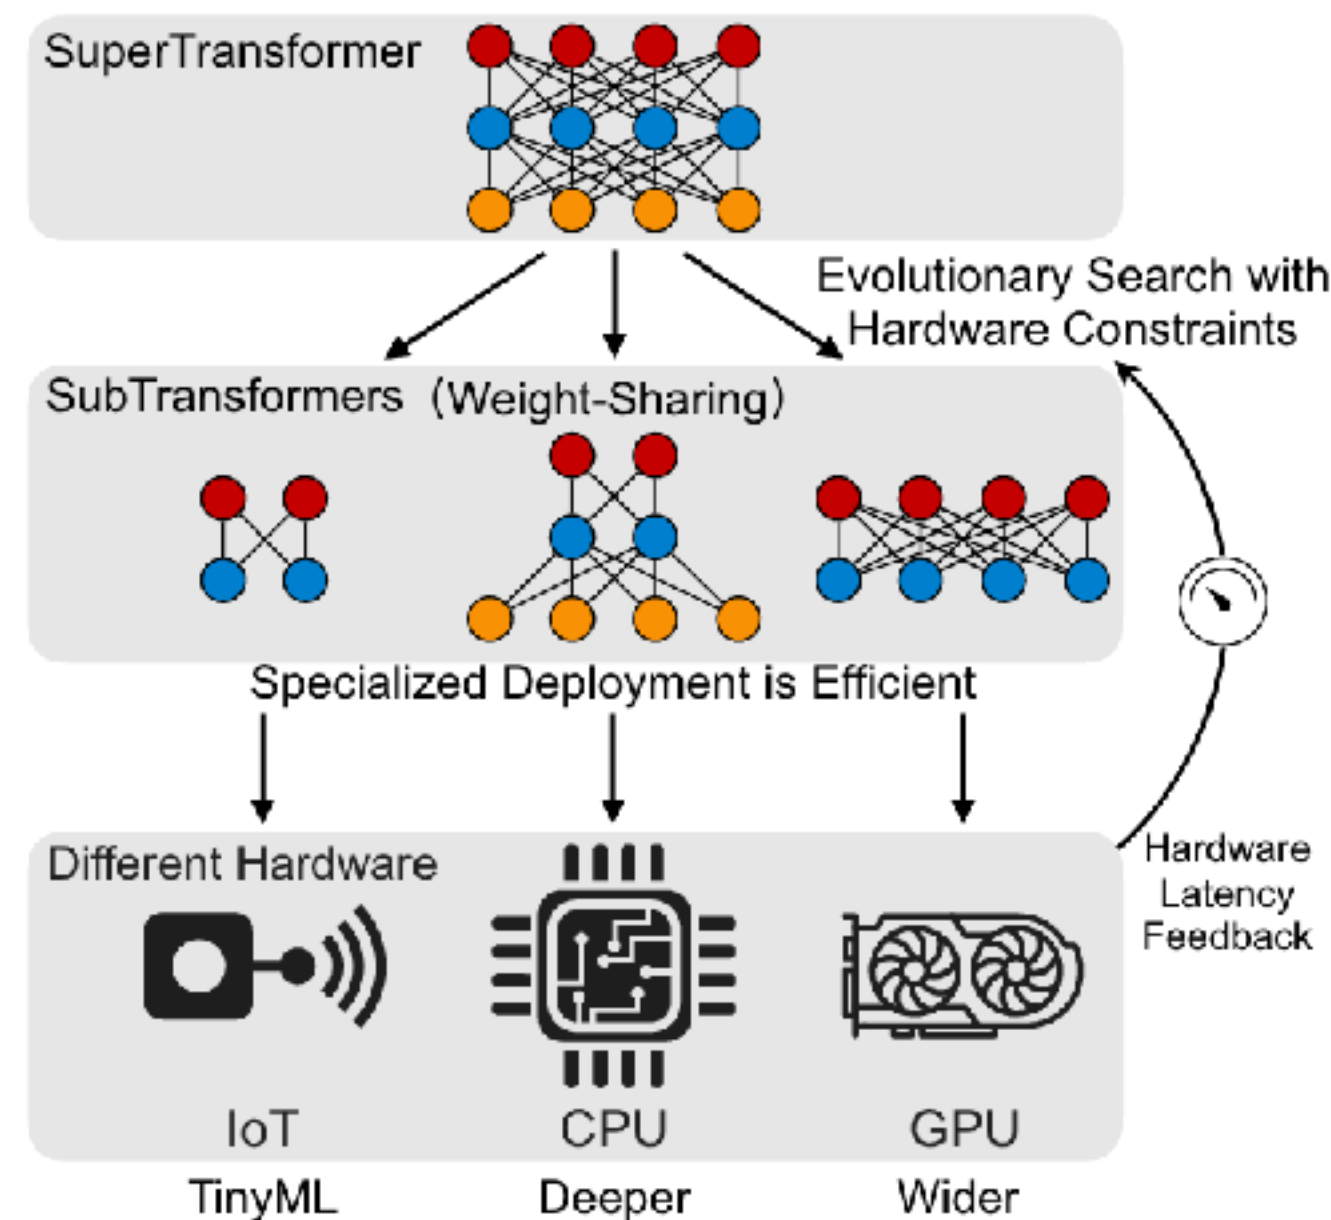 SuperTransformer
Evolutionary Search with
Hardware Constraints
SubTransformers (Weight-Sharing)
Specialized Deployment is Efficient
Different Hardware
Hardware
Latency
Feedback
IoT
CPU
GPU
TinyML
Deeper
Wider